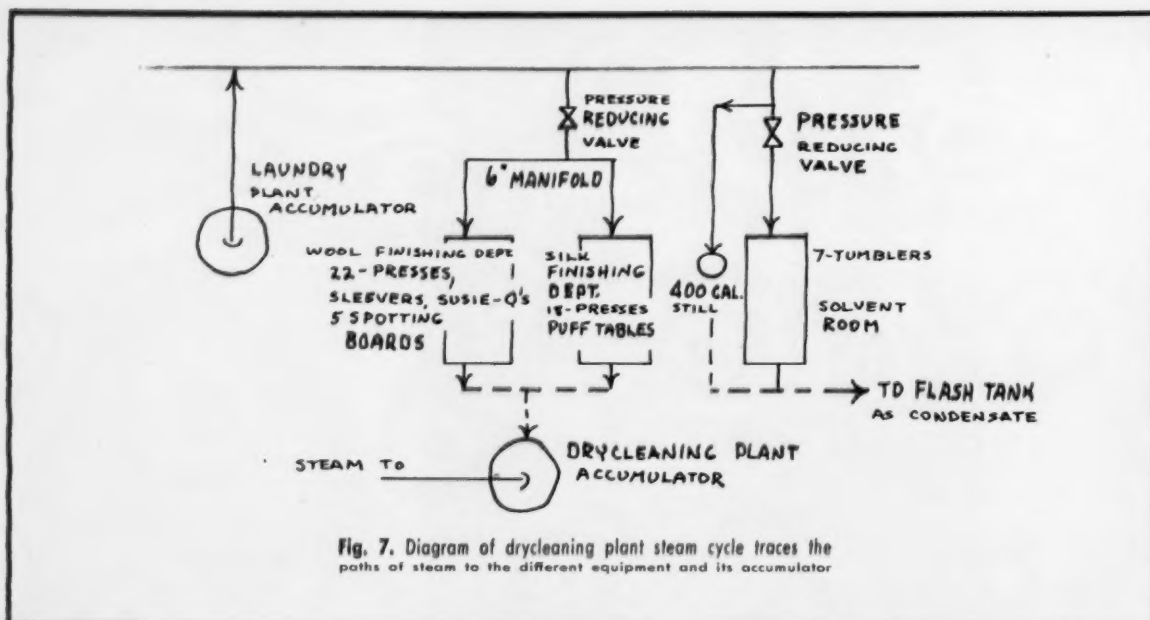 PRESSURE
REDUCING
VALVE
PRESSURE
REDUCING
VALVE
LAUNDRY
PLANT
ACCUMULATOR
6" MANIFOLD
WOOL FINISHING DEPT
22-PRESSES,
SLEEVERS, SUSIE-Q'S
5 SPOTTING
BOARDS
SILK
FINISHING
DEPT.
18-PRESSES
PUFF TABLES
400 GAL.
STILL
7-TUMBLERS
SOLVENT
ROOM
TO FLASH TANK
AS CONDENSATE
STEAM TO
DRYCLEANING PLANT
ACCUMULATOR
Fig. 7. Diagram of drycleaning plant steam cycle traces the
paths of steam to the different equipment and its accumulator